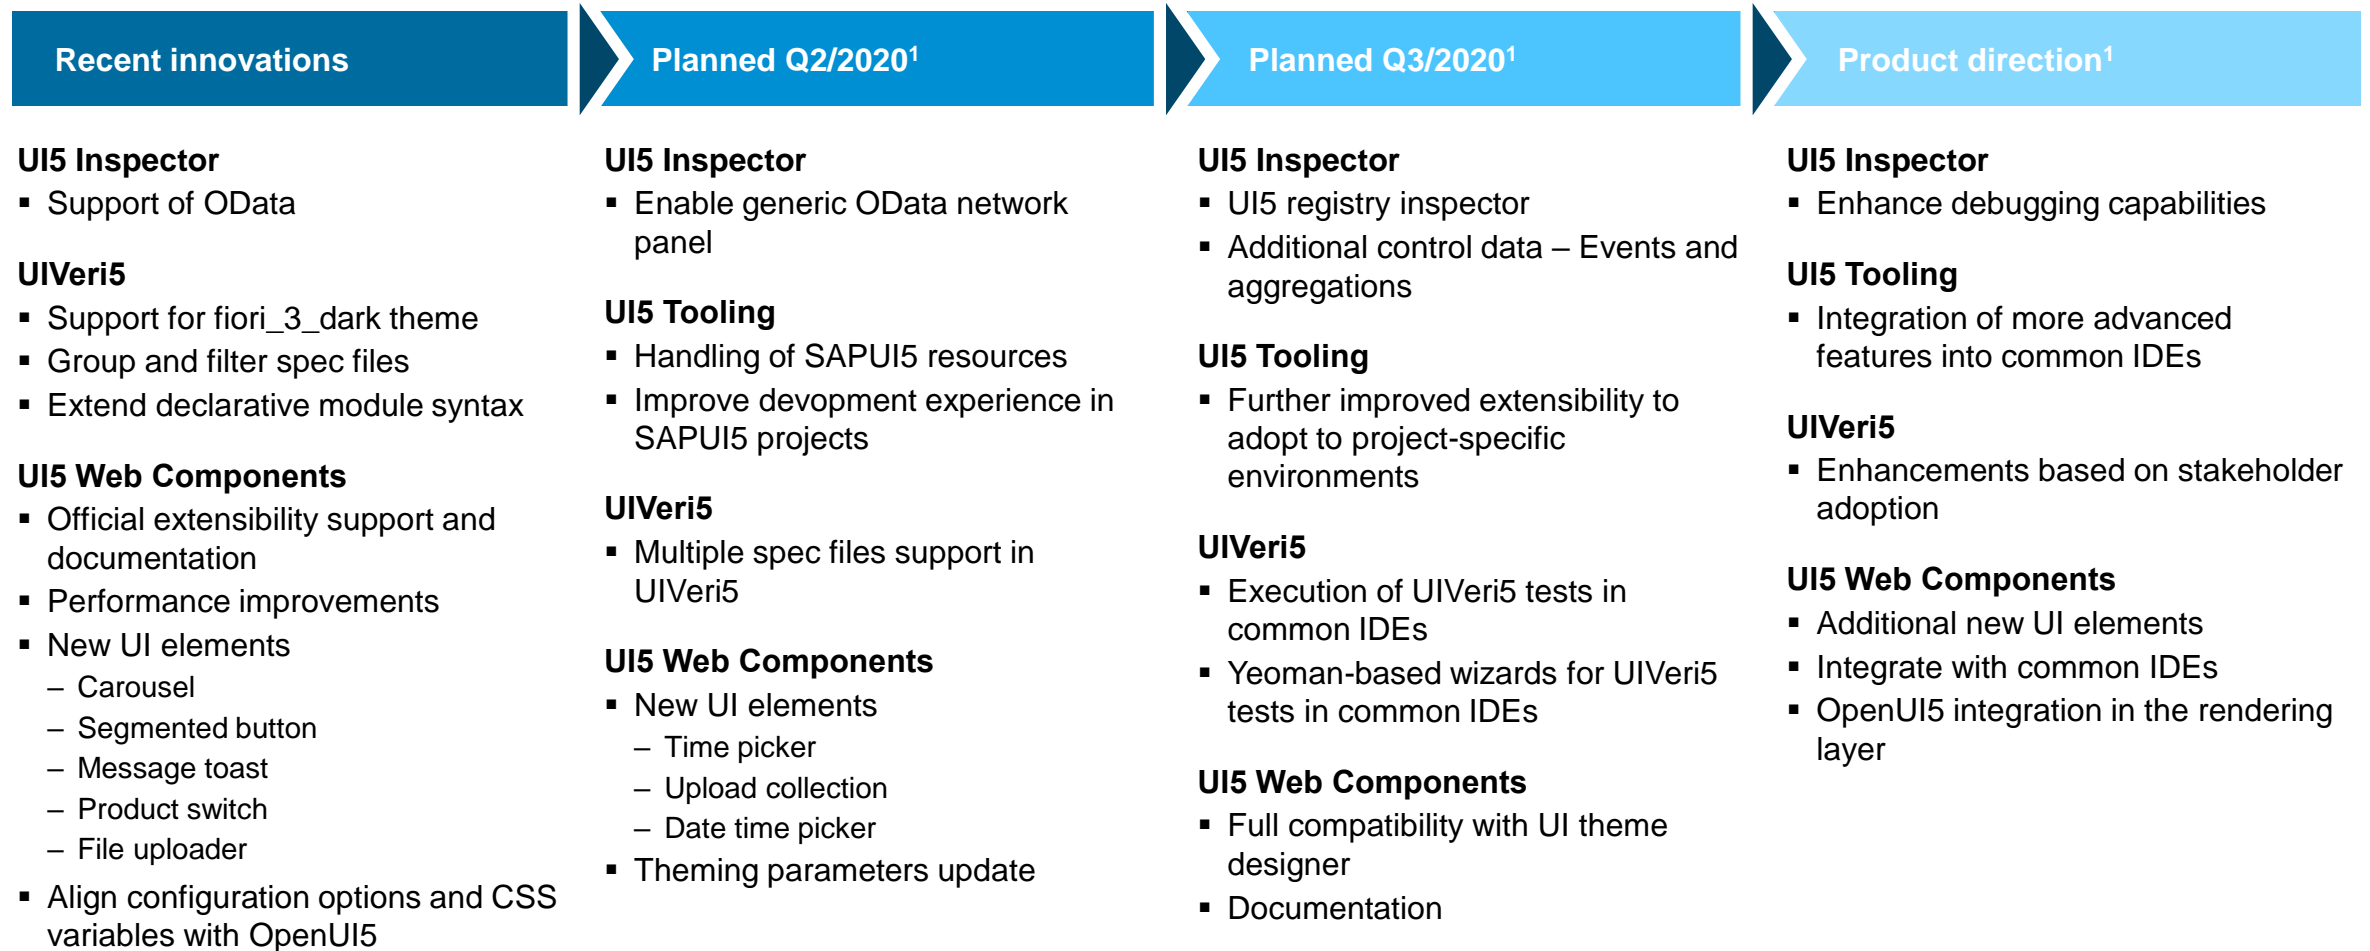 Recent innovations
UI5 Inspector
▪ Support of OData
UIVeri5
▪ Support for fiori_3_dark theme
▪ Group and filter spec files
▪ Extend declarative module syntax
UI5 Web Components
▪ Official extensibility support and
documentation
▪ Performance improvements
▪ New UI elements
– Carousel
– Segmented button
– Message toast
– Product switch
– File uploader
▪ Align configuration options and CSS
variables with OpenUI5
Planned Q2/2020¹
UI5 Inspector
▪ Enable generic OData network
panel
UI5 Tooling
▪ Handling of SAPUI5 resources
▪ Improve devopment experience in
SAPUI5 projects
UIVeri5
▪ Multiple spec files support in
UIVeri5
UI5 Web Components
▪ New UI elements
– Time picker
– Upload collection
– Date time picker
▪ Theming parameters update
Planned Q3/2020¹
UI5 Inspector
▪ UI5 registry inspector
▪ Additional control data – Events and
aggregations
UI5 Tooling
▪ Further improved extensibility to
adopt to project-specific
environments
UIVeri5
▪ Execution of UIVeri5 tests in
common IDEs
▪ Yeoman-based wizards for UIVeri5
tests in common IDEs
UI5 Web Components
▪ Full compatibility with UI theme
designer
▪ Documentation
Product direction¹
UI5 Inspector
▪ Enhance debugging capabilities
UI5 Tooling
▪ Integration of more advanced
features into common IDEs
UIVeri5
▪ Enhancements based on stakeholder
adoption
UI5 Web Components
▪ Additional new UI elements
▪ Integrate with common IDEs
▪ OpenUI5 integration in the rendering
layer